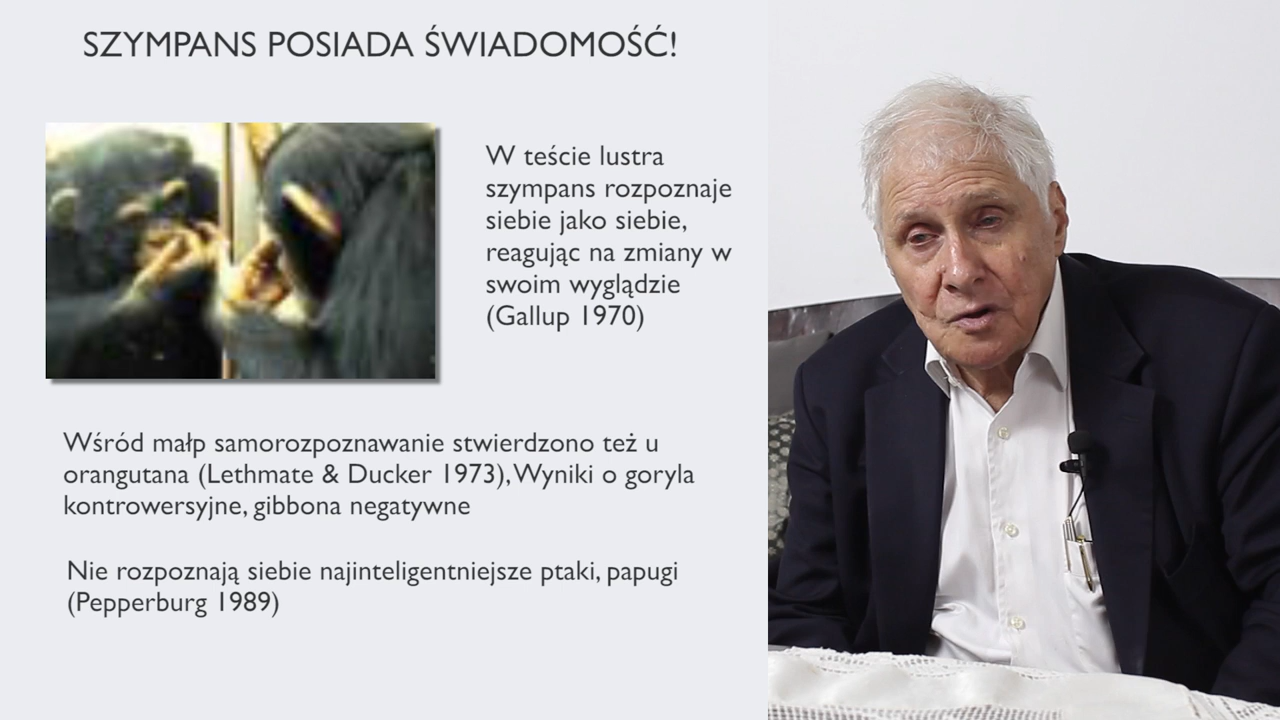 SZYMPANS POSIADA ŚWIADOMOŚĆ!
W teście lustra
szympans rozpoznaje
siebie jako siebie,
reagując na zmiany w
swoim wyglądzie
(Gallup 1970)
Wśród małp samorozpoznawanie stwierdzono też u
orangutana (Lethmate & Ducker 1973), Wyniki o goryla
kontrowersyjne, gibbona negatywne
Nie rozpoznają siebie najinteligentniejsze ptaki, papugi
(Pepperburg 1989)